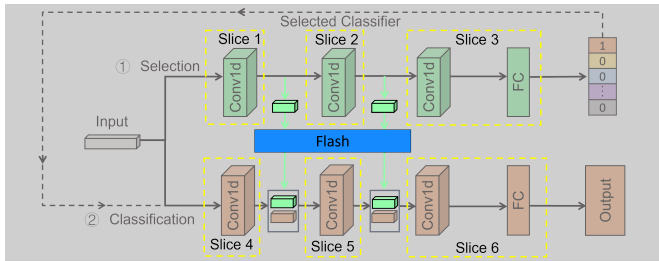 Selected Classifier
Slice 1
Slice 2
Slice 3
① Selection
Conv1d
Conv1d
Conv1d
FC
1
0
0
⋮
0
Input
Flash
② Classification
Conv1d
Conv1d
Conv1d
FC
Output
Slice 4
Slice 5
Slice 6